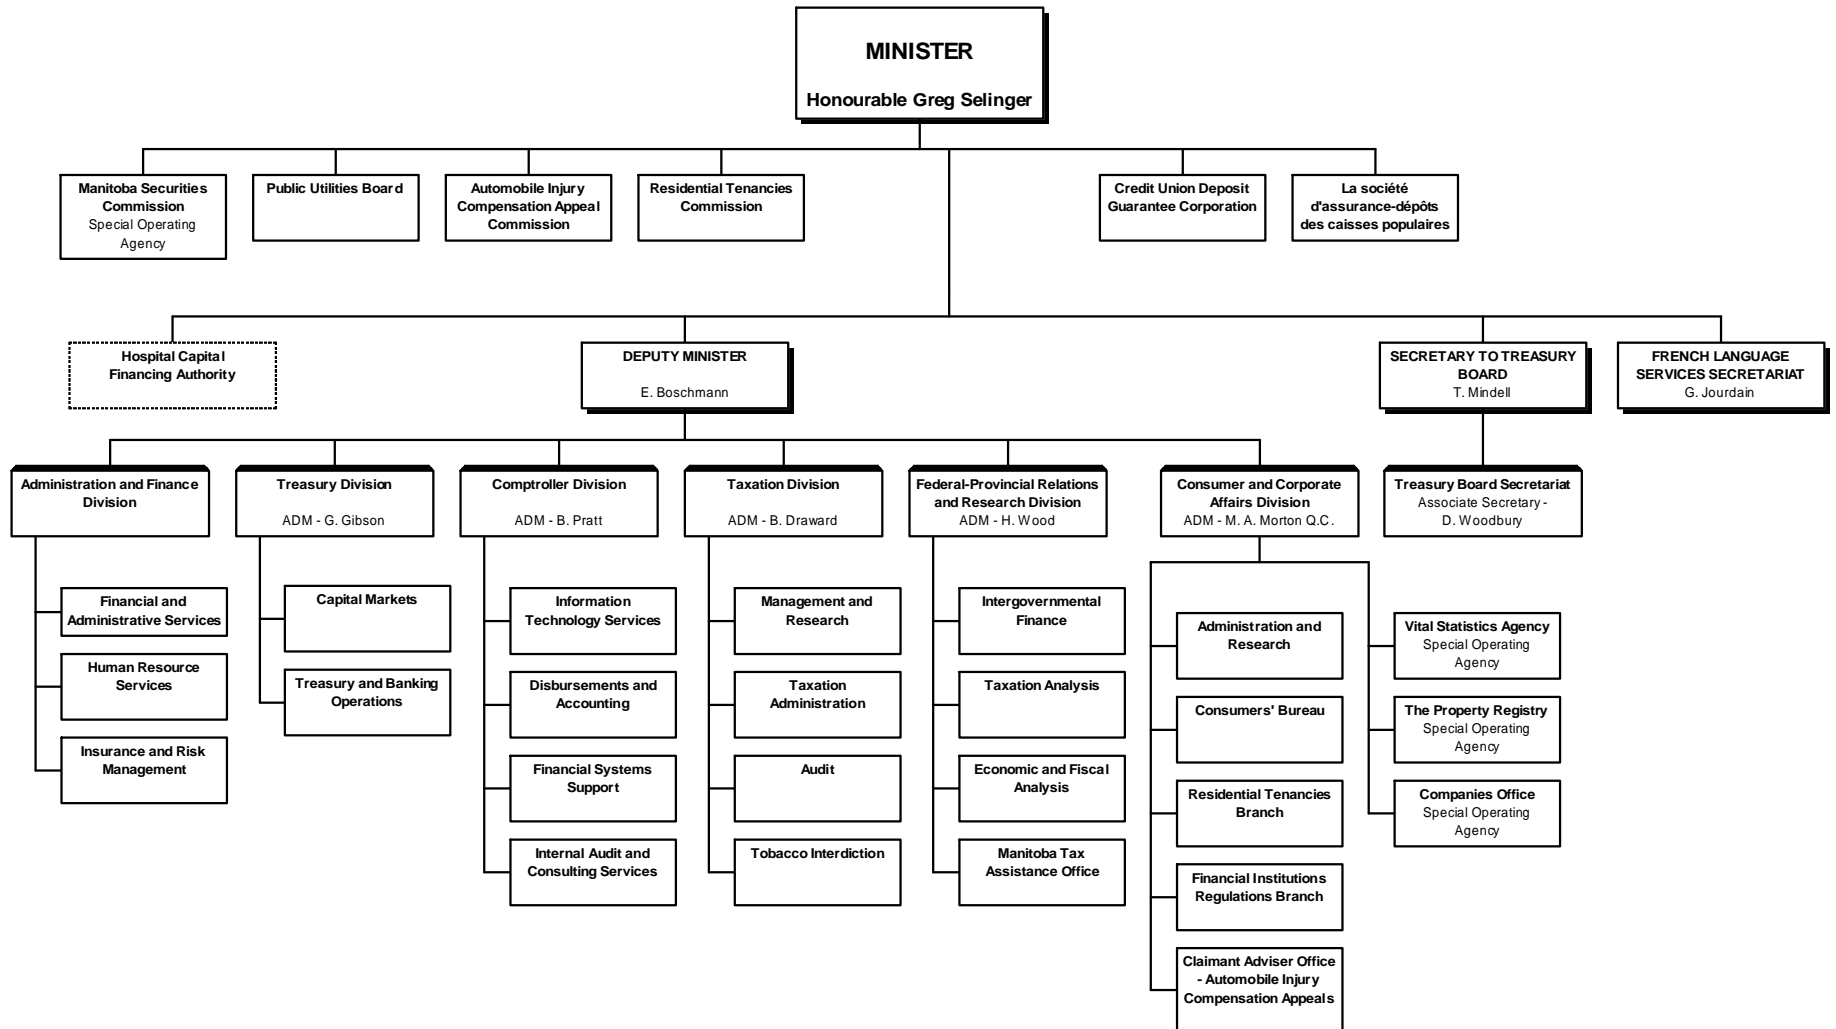 MINISTER
Honourable Greg Selinger
Manitoba Securities
Commission
Special Operating
Agency
Public Utilities Board
Automobile Injury
Compensation Appeal
Commission
Residential Tenancies
Commission
Credit Union Deposit
Guarantee Corporation
La société
d'assurance-dépôts
des caisses populaires
Hospital Capital
Financing Authority
DEPUTY MINISTER
E. Boschmann
SECRETARY TO TREASURY
BOARD
T. Mindell
FRENCH LANGUAGE
SERVICES SECRETARIAT
G. Jourdain
Administration and Finance
Division
Treasury Division
ADM - G. Gibson
Comptroller Division
ADM - B. Pratt
Taxation Division
ADM - B. Draward
Federal-Provincial Relations
and Research Division
ADM - H. Wood
Consumer and Corporate
Affairs Division
ADM - M. A. Morton Q.C.
Treasury Board Secretariat
Associate Secretary -
D. Woodbury
Financial and
Administrative Services
Human Resource
Services
Insurance and Risk
Management
Capital Markets
Treasury and Banking
Operations
Information
Technology Services
Disbursements and
Accounting
Financial Systems
Support
Internal Audit and
Consulting Services
Management and
Research
Taxation
Administration
Audit
Tobacco Interdiction
Intergovernmental
Finance
Taxation Analysis
Economic and Fiscal
Analysis
Manitoba Tax
Assistance Office
Administration and
Research
Consumers' Bureau
Residential Tenancies
Branch
Financial Institutions
Regulations Branch
Claimant Adviser Office
- Automobile Injury
Compensation Appeals
Vital Statistics Agency
Special Operating
Agency
The Property Registry
Special Operating
Agency
Companies Office
Special Operating
Agency